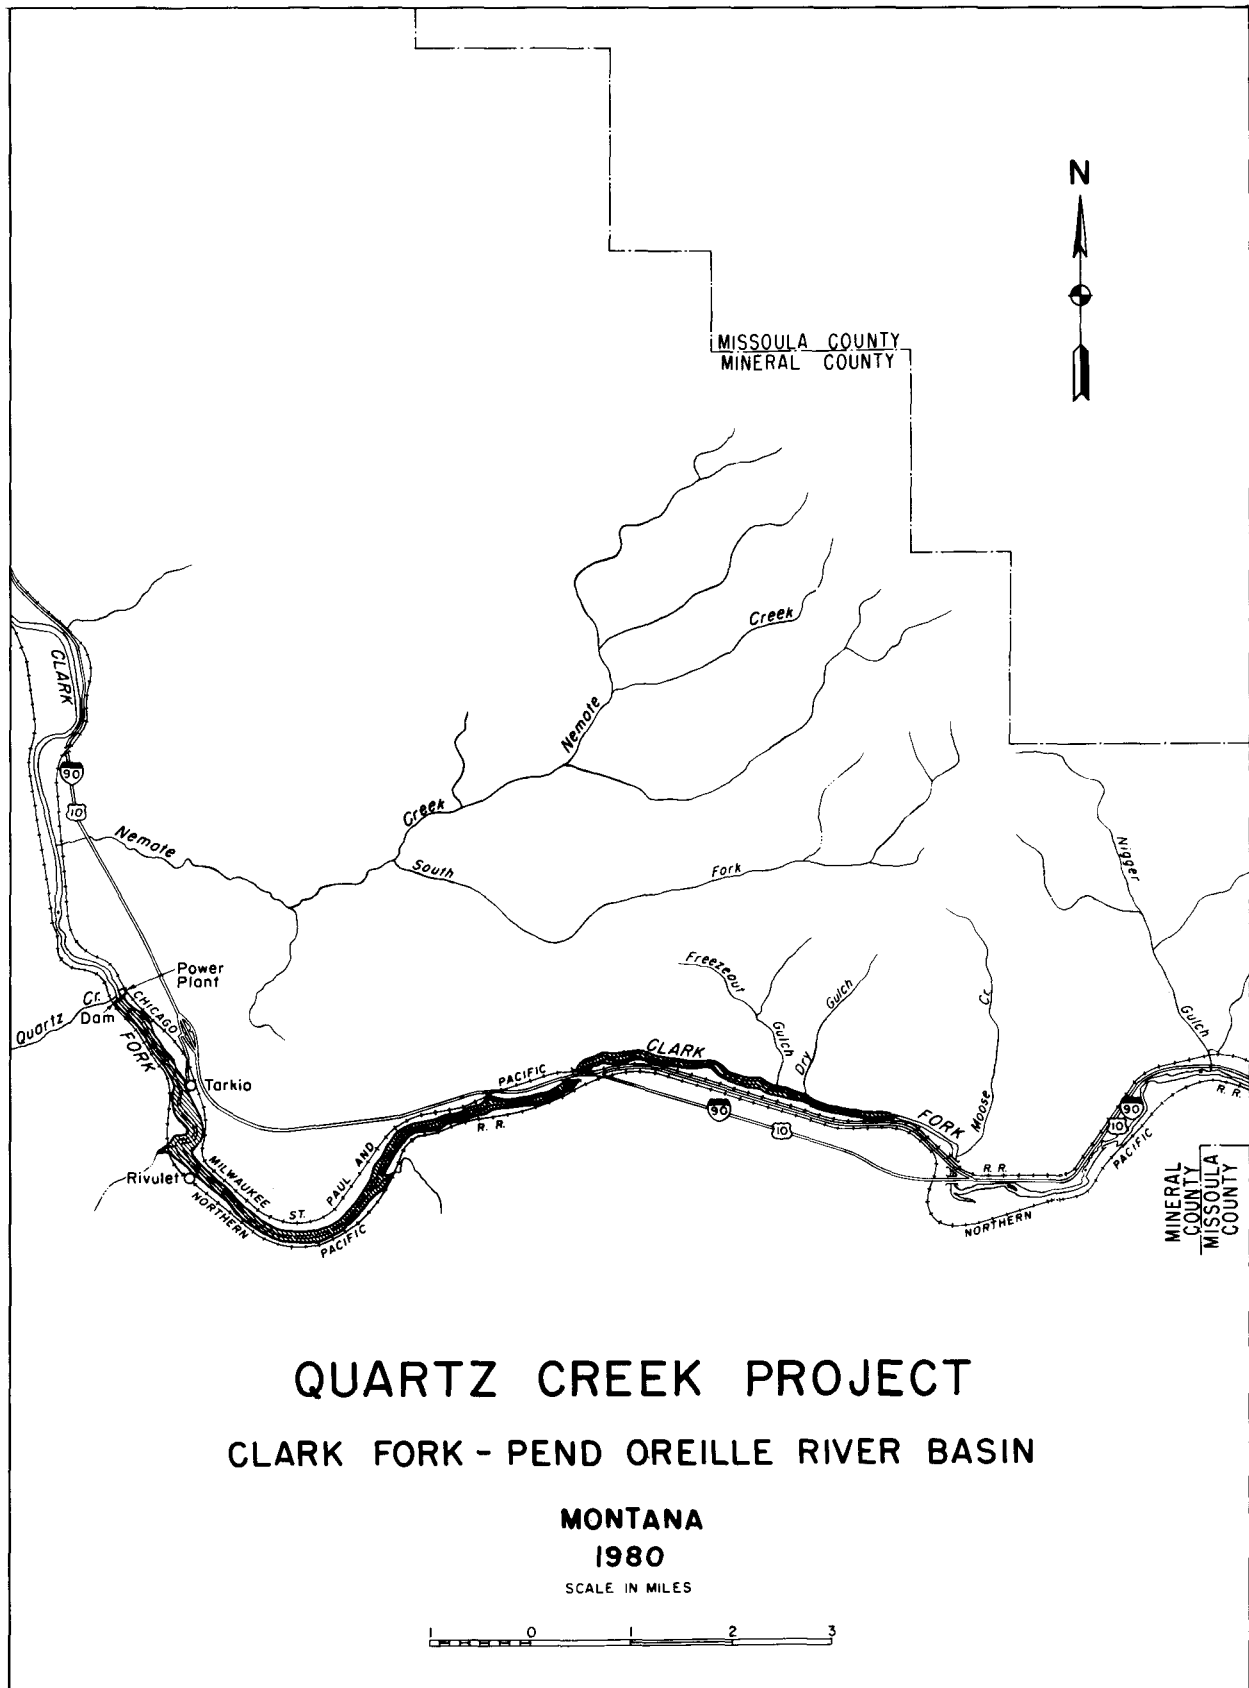 N
MISSOULA COUNTY
MINERAL COUNTY
Creek
CLARK
Nemote
90
10
Creek
Nemote
South
Fork
Nigger
Freezeout
Power
Plant
Gulch
Cr.
Quartz Cr.
Dam
CHICAGO
FORK
Gulch
Dry
Gulch
CLARK
Tarkio
PACIFIC
R. R.
90
10
FORK
Moose
90
10
R. R.
PACIFIC
Rivulet
MILWAUKEE
ST.
PAUL AND
R. R.
NORTHERN
PACIFIC
NORTHERN
MINERAL
COUNTY
MISSOULA
COUNTY
QUARTZ CREEK PROJECT
CLARK FORK - PEND OREILLE RIVER BASIN
MONTANA
1980
SCALE IN MILES
1 0 1 2 3